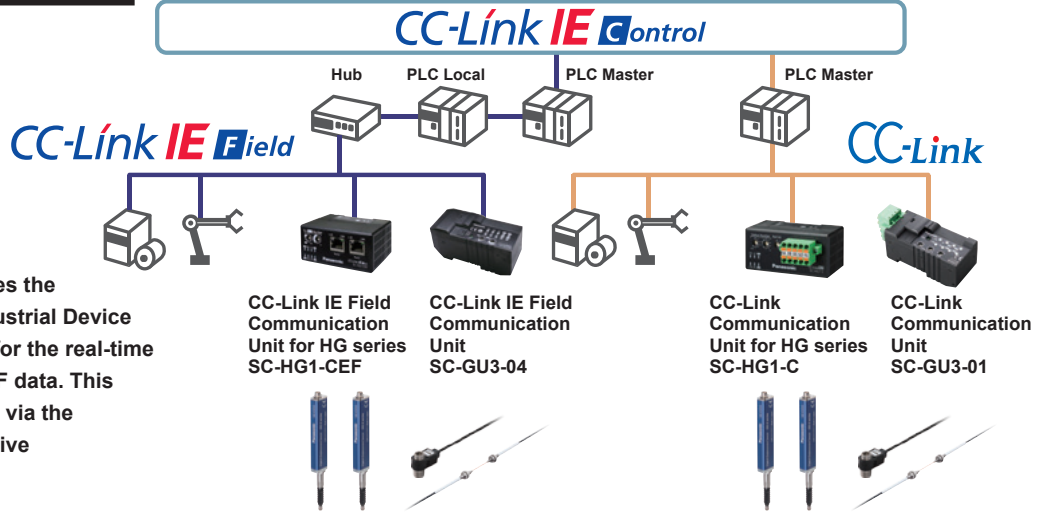 CC-Link IE Control
Hub
PLC Local
PLC Master
PLC Master
CC-Link IE Field
CC-Link
es the
ustrial Device
for the real-time
F data. This
via the
ive
CC-Link IE Field
Communication
Unit for HG series
SC-HG1-CEF
CC-Link IE Field
Communication
Unit
SC-GU3-04
CC-Link
Communication
Unit for HG series
SC-HG1-C
CC-Link
Communication
Unit
SC-GU3-01
Panasonic
Panasonic